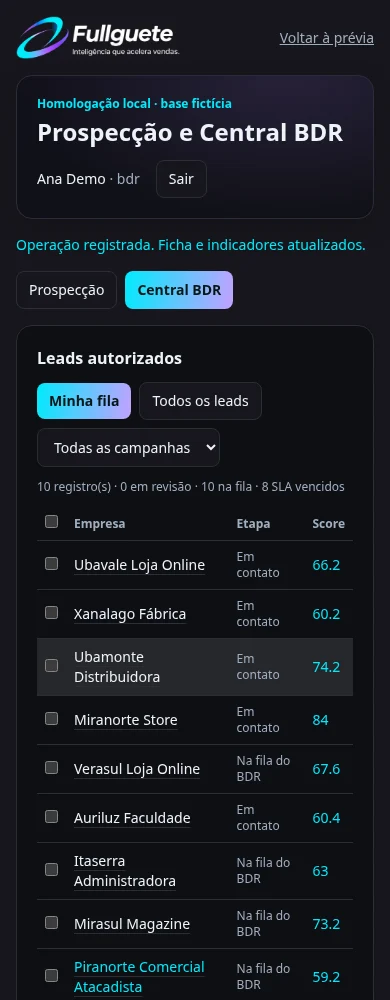 Fullguete
Inteligência que acelera vendas.
Voltar à prévia
Homologação local · base fictícia
Prospecção e Central BDR
Ana Demo · bdr
Sair
Operação registrada. Ficha e indicadores atualizados.
Prospecção
Central BDR
Leads autorizados
Minha fila
Todos os leads
Todas as campanhas
10 registro(s) · 0 em revisão · 10 na fila · 8 SLA vencidos
Empresa Etapa Score
Ubavale Loja Online Em contato 66.2
Xanalago Fábrica Em contato 60.2
Ubamonte Distribuidora Em contato 74.2
Miranorte Store Em contato 84
Verasul Loja Online Na fila do BDR 67.6
Auriluz Faculdade Em contato 60.4
Itaserra Administradora Na fila do BDR 63
Mirasul Magazine Na fila do BDR 73.2
Piranorte Comercial Atacadista Na fila do BDR 59.2